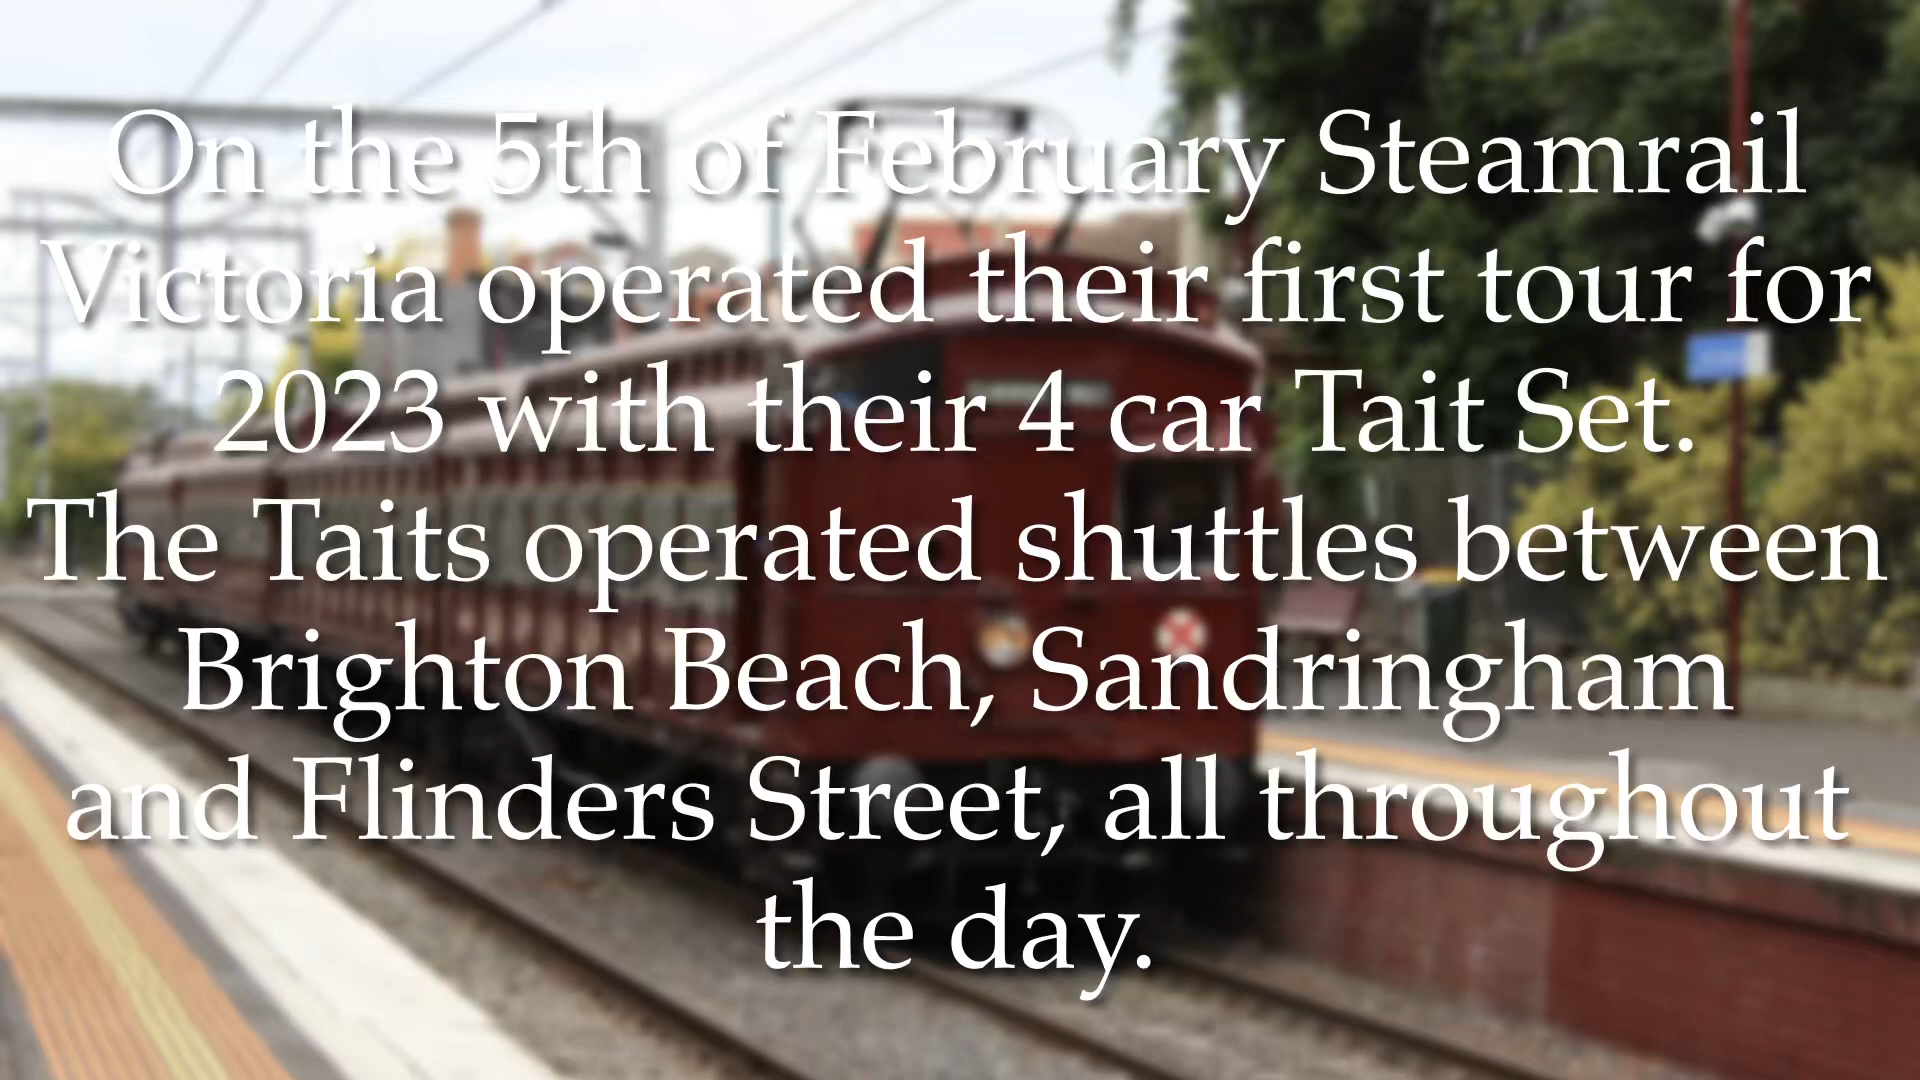 On the 5th of February Steamrail
Victoria operated their first tour for
2023 with their 4 car Tait Set.
The Taits operated shuttles between
Brighton Beach, Sandringham
and Flinders Street, all throughout
the day.